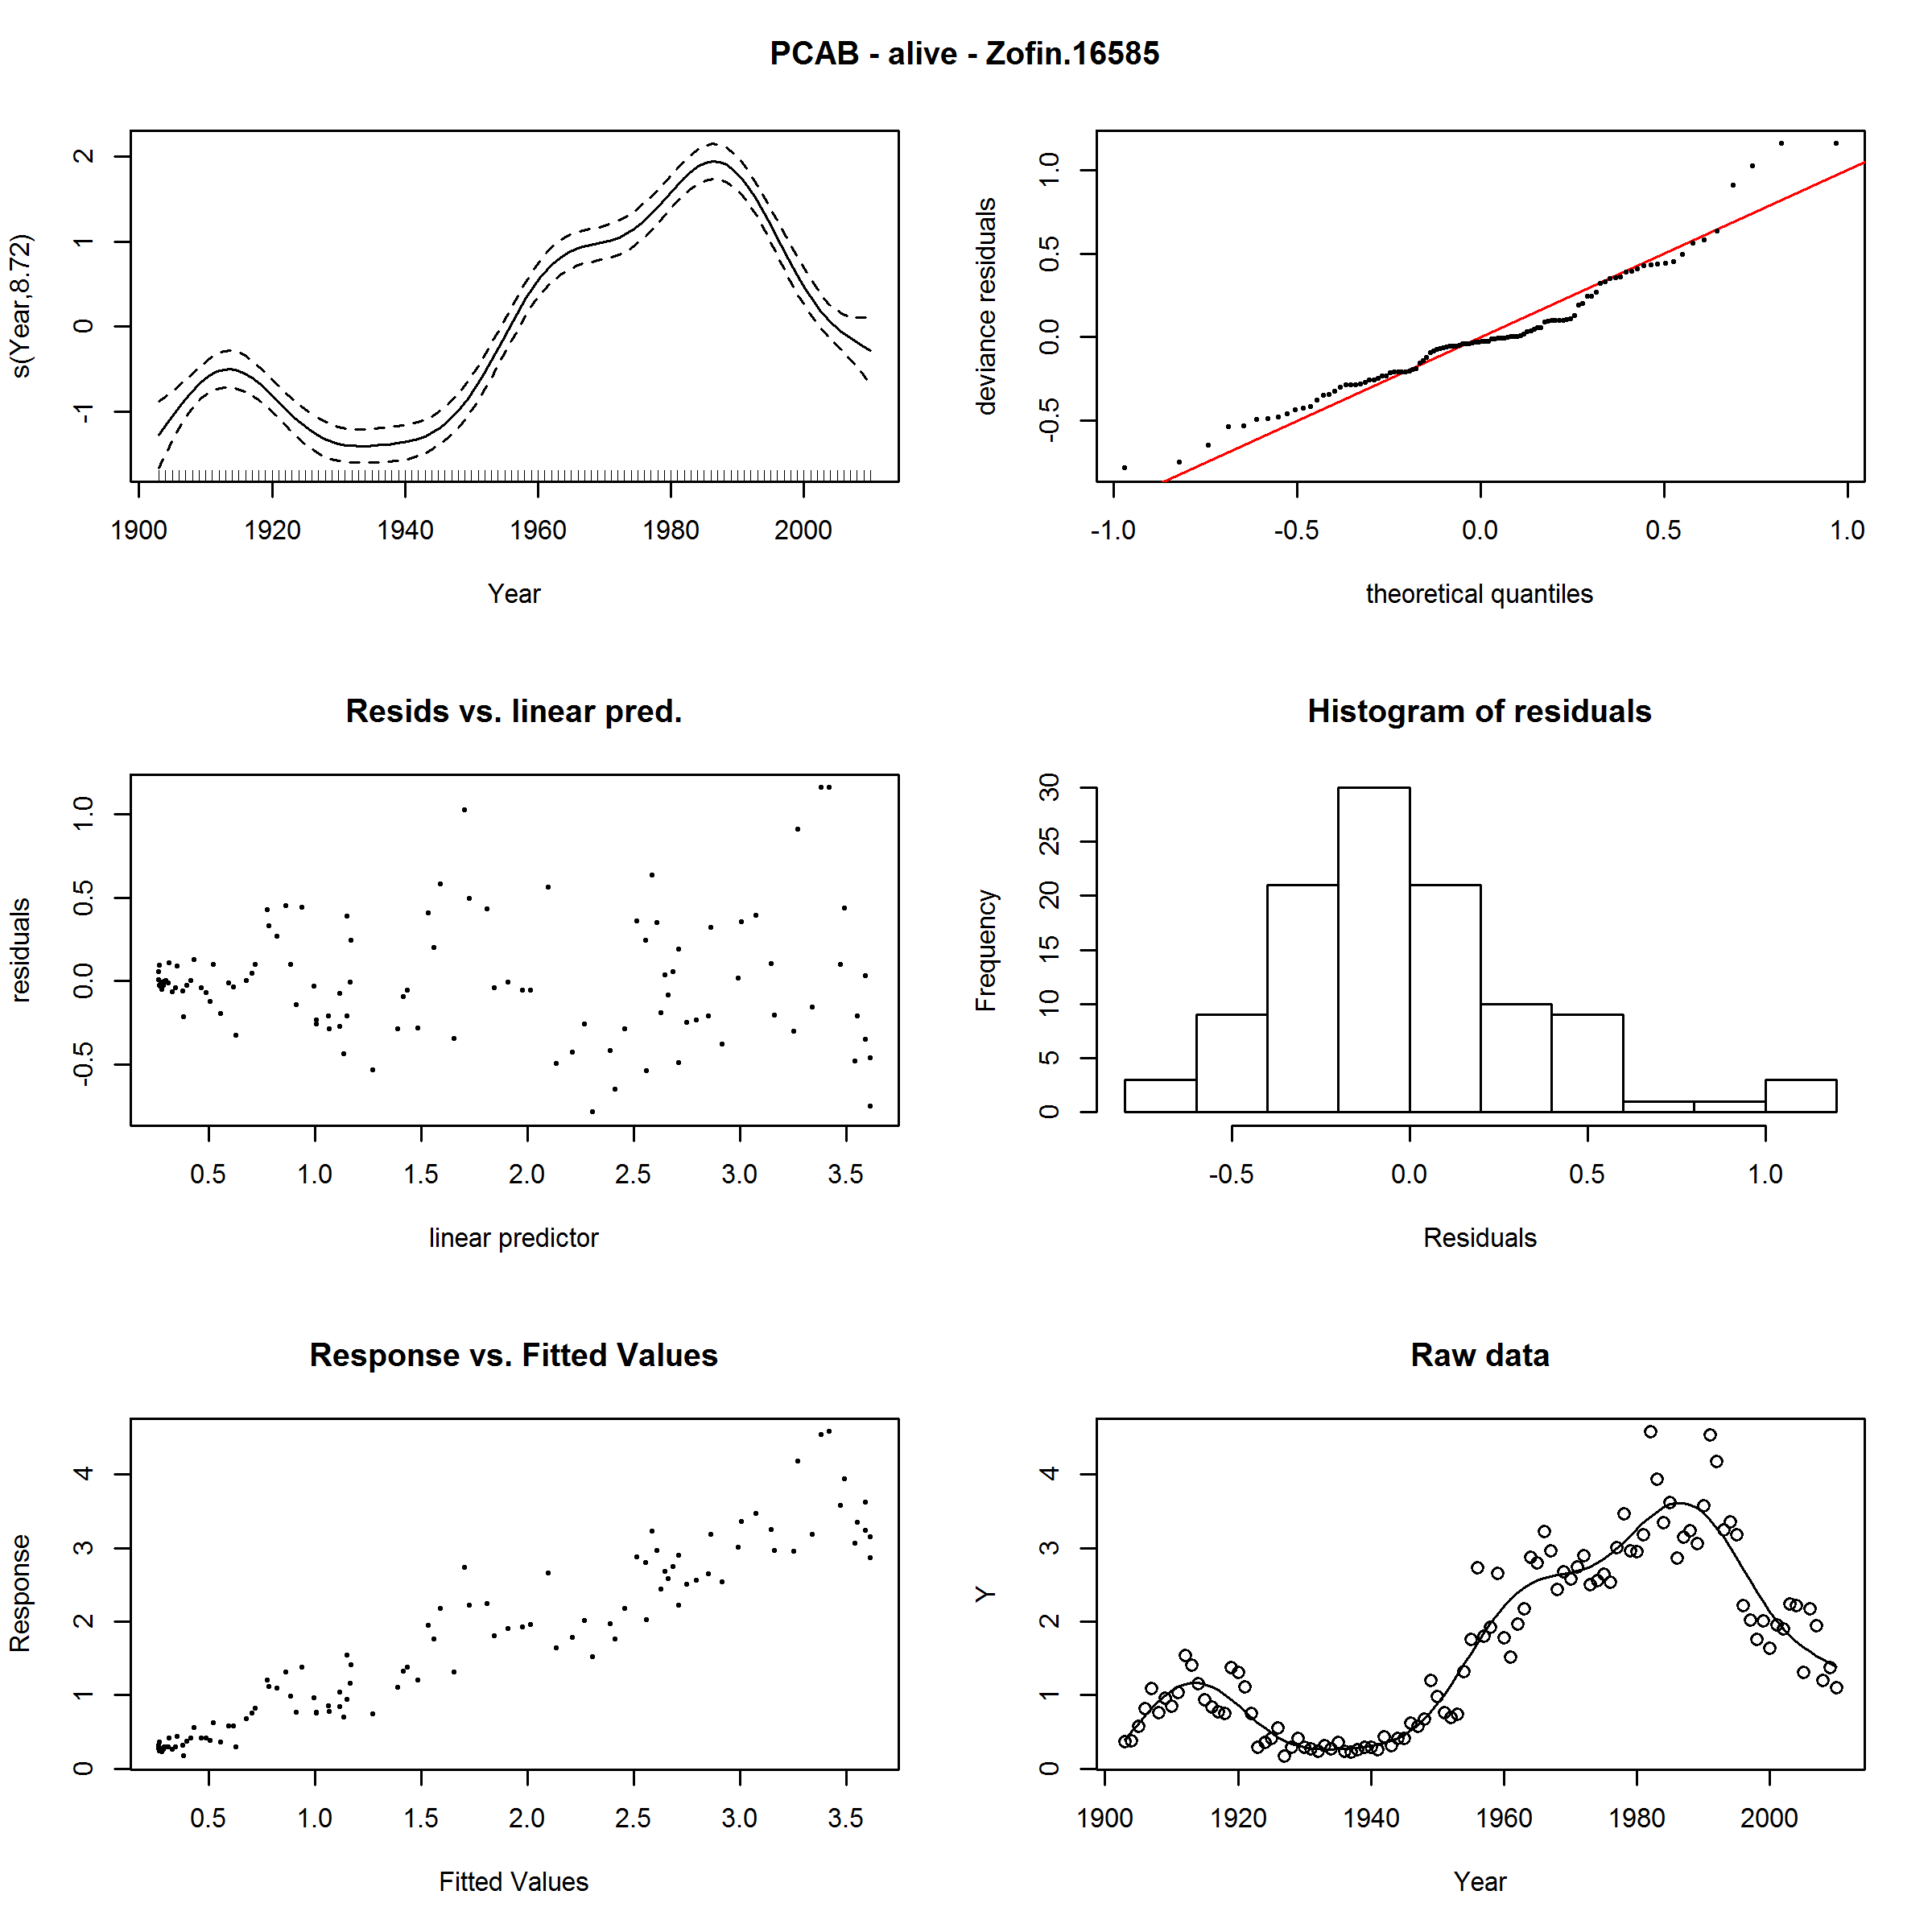 PCAB - alive - Zofin.16585
s(Year,8.72)
2
1
0
-1
1900 1920 1940 1960 1980 2000
Year
deviance residuals
1.0
0.5
0.0
-0.5
-1.0 -0.5 0.0 0.5 1.0
theoretical quantiles
Resids vs. linear pred.
residuals
1.0
0.5
0.0
-0.5
0.5 1.0 1.5 2.0 2.5 3.0 3.5
linear predictor
Histogram of residuals
Frequency
30
25
20
15
10
5
0
-0.5 0.0 0.5 1.0
Residuals
Response vs. Fitted Values
Response
4
3
2
1
0
0.5 1.0 1.5 2.0 2.5 3.0 3.5
Fitted Values
Raw data
Y
4
3
2
1
0
1900 1920 1940 1960 1980 2000
Year